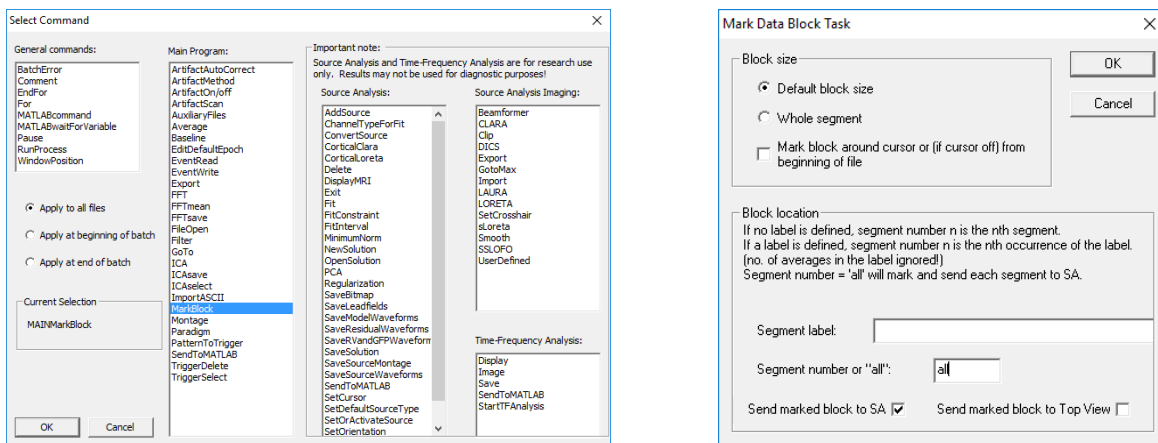 Select Command
General commands:
BatchError
Comment
EndFor
For
MATLABcommand
MATLABwaitForVariable
Pause
RunProcess
WindowPosition
Apply to all files
Apply at beginning of batch
Apply at end of batch
Current Selection
MAINMarkBlock
OK
Cancel
Main Program:
ArtifactAutoCorrect
ArtifactMethod
ArtifactOn/off
ArtifactScan
AuxiliaryFiles
Average
Baseline
EditDefaultEpoch
EventRead
EventWrite
Export
FFT
FFTmean
FFTsave
FileOpen
Filter
GoTo
ICA
ICAsave
ICAselect
ImportASCII
MarkBlock
Montage
Paradigm
PatternToTrigger
SendToMATLAB
TriggerDelete
TriggerSelect
Important note:
Source Analysis and Time-Frequency Analysis are for research use
only. Results may not be used for diagnostic purposes!
Source Analysis:
AddSource
ChannelTypeForFit
ConvertSource
CorticalClara
CorticalLoreta
Delete
DisplayMRI
Exit
Fit
FitConstraint
FitInterval
MinimumNorm
NewSolution
OpenSolution
PCA
Regularization
SaveBitmap
SaveLeadfields
SaveModelWaveforms
SaveResidualWaveforms
SaveRVandGFPWaveform
SaveSolution
SaveSourceMontage
SaveSourceWaveforms
SendToMATLAB
SetCursor
SetDefaultSourceType
SetOrActivateSource
SetOrientation
Source Analysis Imaging:
Beamformer
CLARA
Clip
DICS
Export
GotoMax
Import
LAURA
LORETA
SetCrosshair
sLoreta
Smooth
SSLOFO
UserDefined
Time-Frequency Analysis:
Display
Image
Save
SendToMATLAB
StartTFAnalysis
Mark Data Block Task
Block size
Default block size
Whole segment
Mark block around cursor or (if cursor off) from
beginning of file
OK
Cancel
Block location
If no label is defined, segment number n is the nth segment.
If a label is defined, segment number n is the nth occurrence of the label.
(no. of averages in the label ignored!)
Segment number = 'all' will mark and send each segment to SA.
Segment label:
Segment number or "all": all
Send marked block to SA
Send marked block to Top View